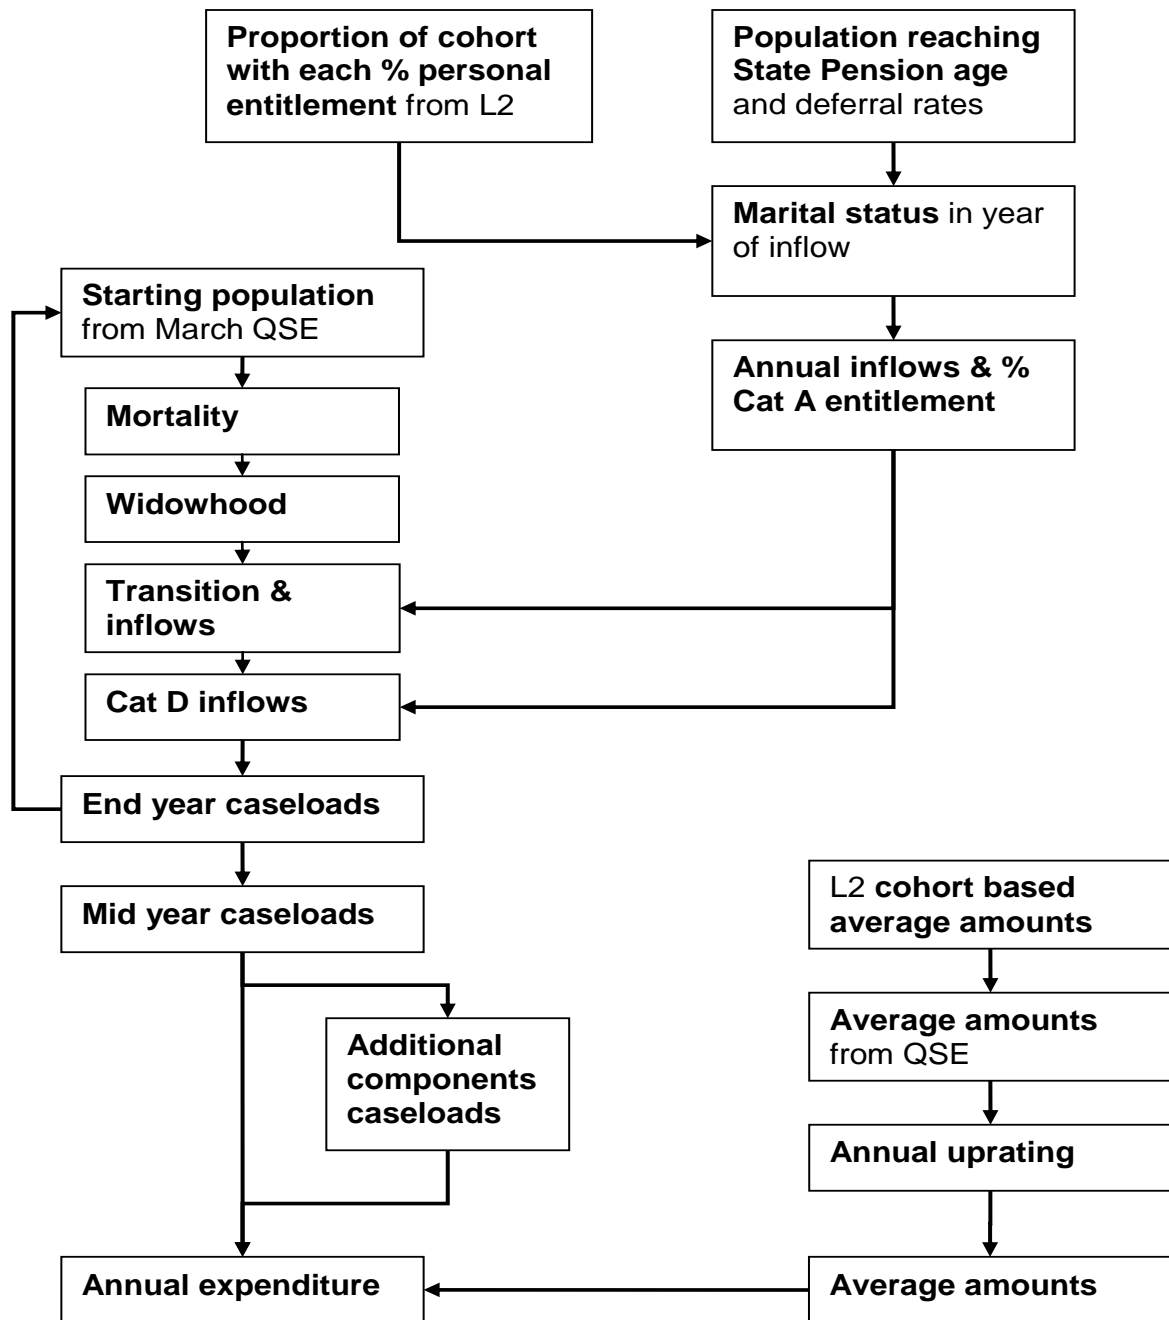 Proportion of cohort
with each % personal
entitlement from L2
Population reaching
State Pension age
and deferral rates
Marital status in year
of inflow
Starting population
from March QSE
Annual inflows & %
Cat A entitlement
Mortality
Widowhood
Transition &
inflows
Cat D inflows
End year caseloads
Mid year caseloads
L2 cohort based
average amounts
Additional
components
caseloads
Average amounts
from QSE
Annual uprating
Annual expenditure
Average amounts